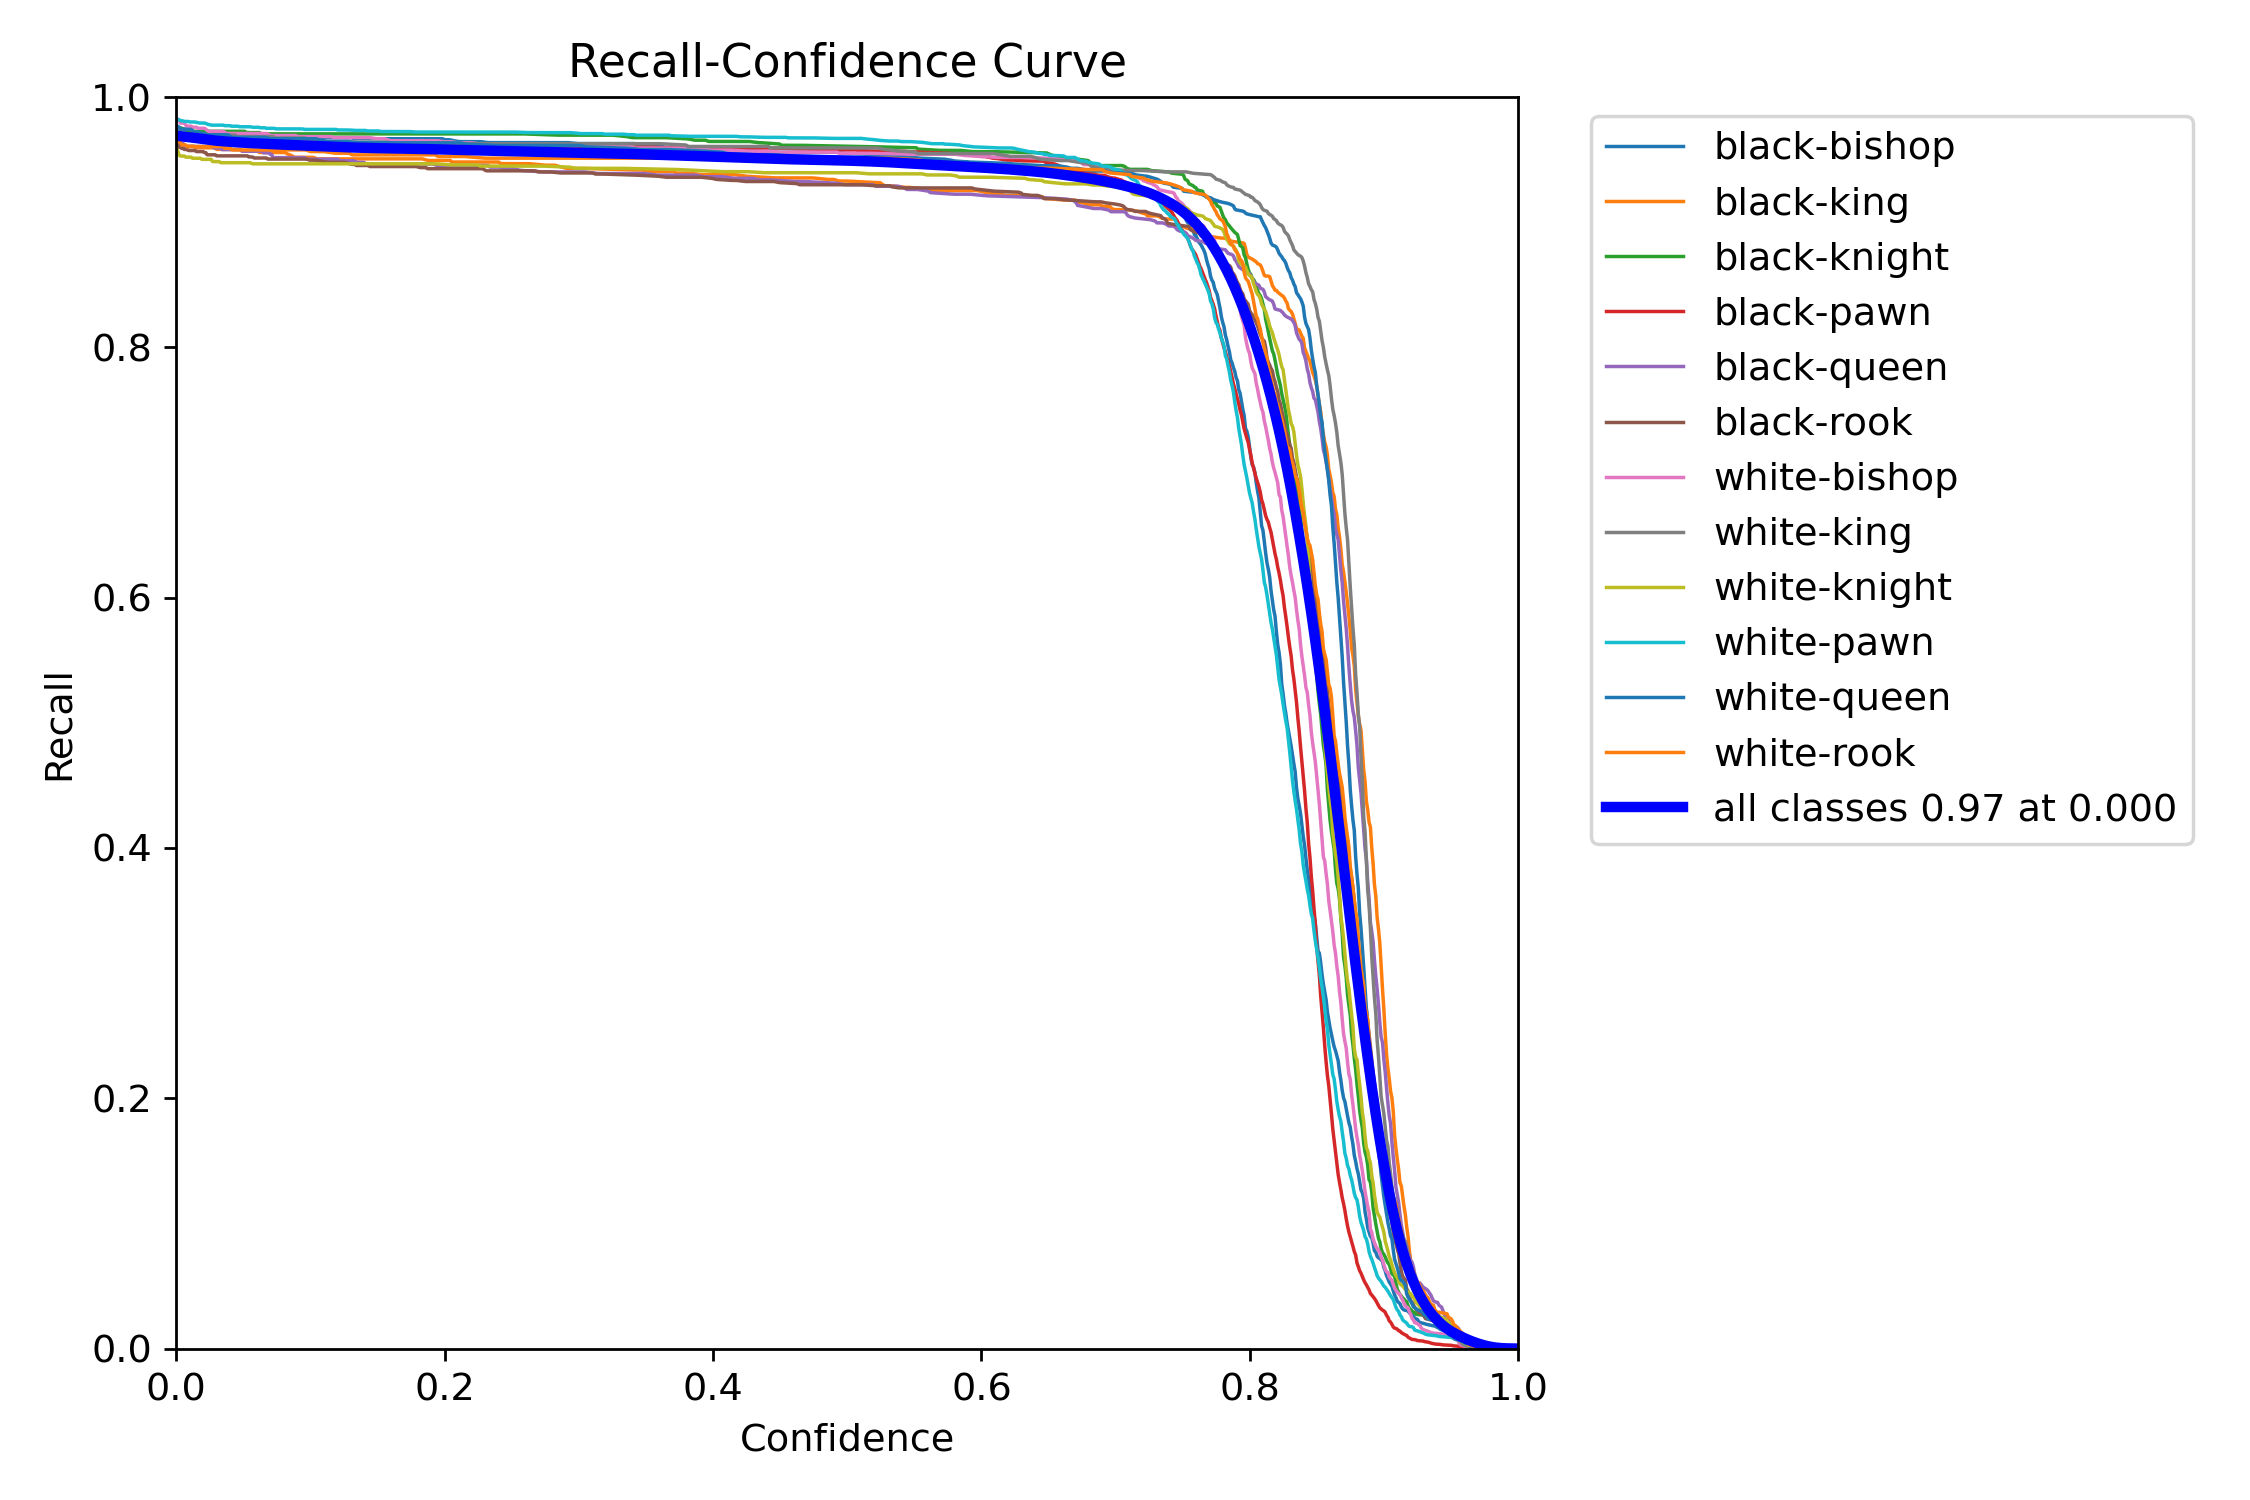 Recall-Confidence Curve
1.0
0.8
0.6
0.4
0.2
0.0
Recall
0.0 0.2 0.4 0.6 0.8 1.0
Confidence
black-bishop
black-king
black-knight
black-pawn
black-queen
black-rook
white-bishop
white-king
white-knight
white-pawn
white-queen
white-rook
all classes 0.97 at 0.000